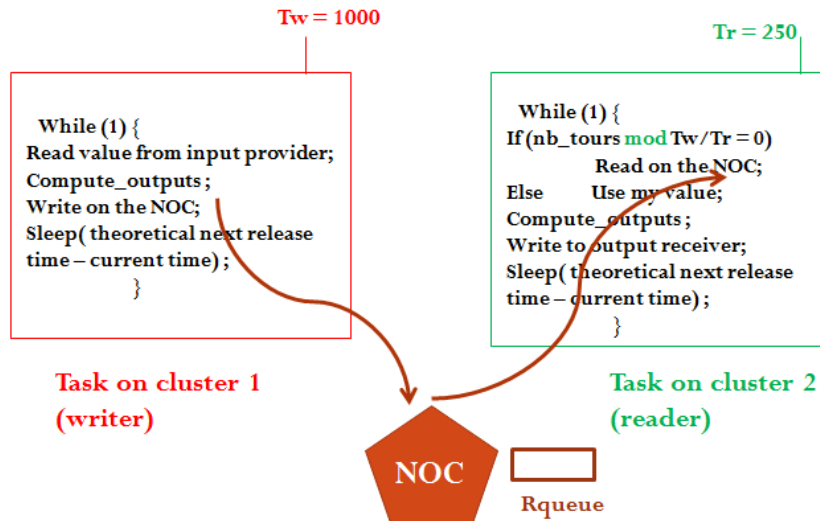 Tw = 1000
While (1) {
Read value from input provider;
Compute_outputs ;
Write on the NOC;
Sleep( theoretical next release
time – current time) ;
}
Task on cluster 1
(writer)
Tr = 250
While (1) {
If (nb_tours mod Tw/Tr = 0)
Read on the NOC;
Else Use my value;
Compute_outputs ;
Write to output receiver;
Sleep( theoretical next release
time – current time) ;
}
Task on cluster 2
(reader)
NOC
Rqueue